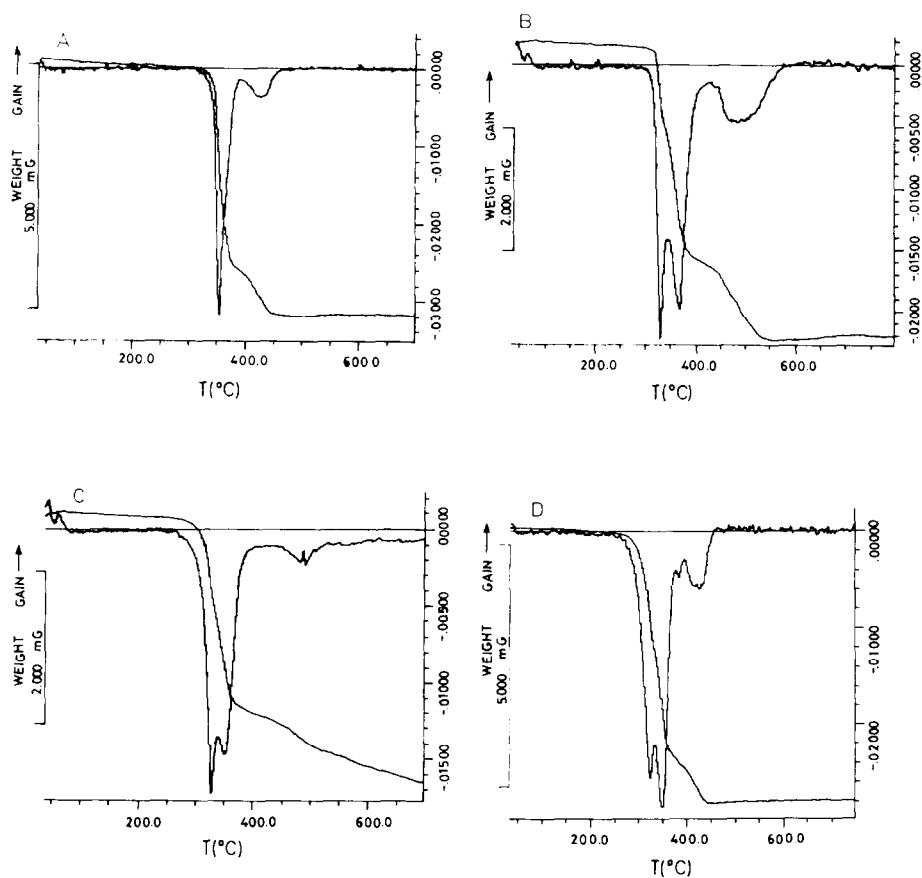 A
WEIGHT GAIN
5.000 mG
.00000
-.01000
-.02000
-.03000
200.0 400.0 600.0
T(°C)
B
WEIGHT GAIN
2.000 mG
.00000
-.00500
-.01000
-.01500
-.02000
200.0 400.0 600.0
T(°C)
C
WEIGHT GAIN
2.000 mG
.00000
-.00500
-.01000
-.01500
200.0 400.0 600.0
T(°C)
D
WEIGHT GAIN
5.000 mG
.00000
-.01000
-.02000
200.0 400.0 600.0
T(°C)